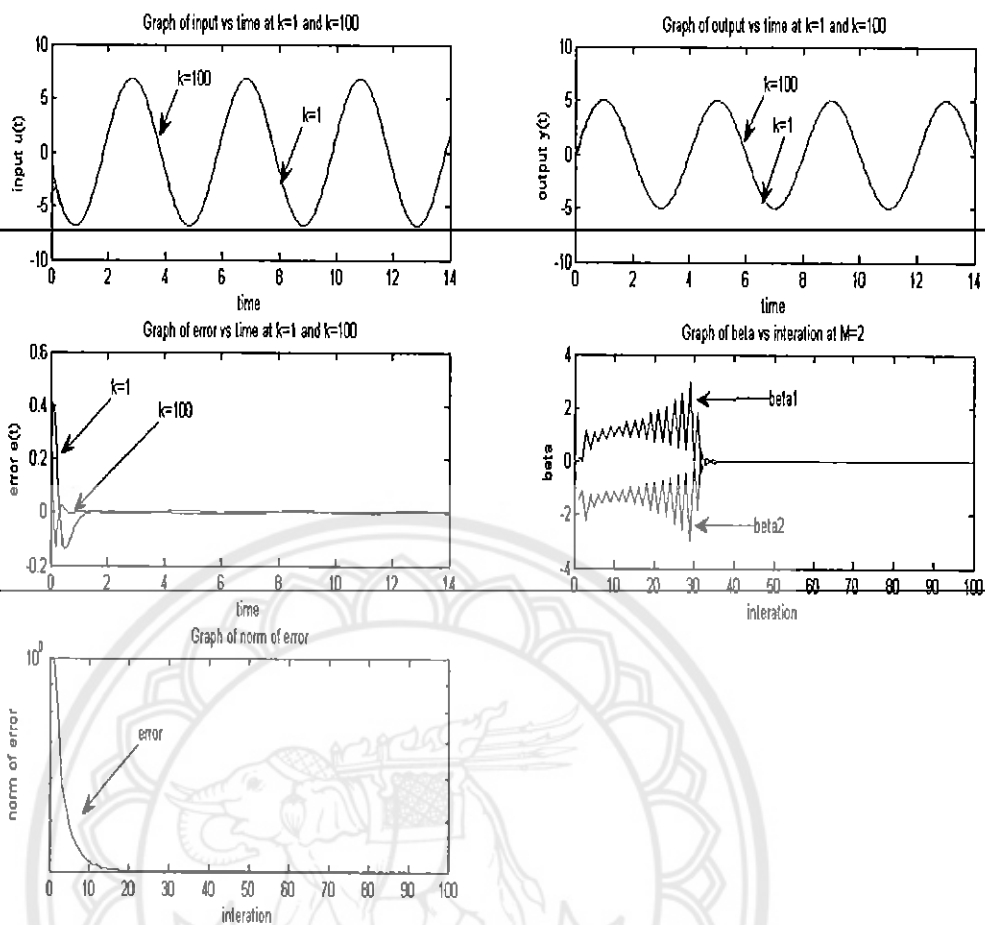 Graph of input vs time at k=1 and k=100
10
5
0
-5
-10
input u(t)
k=100
k=1
0 2 4 6 8 10 12 14
time
Graph of output vs time at k=1 and k=100
10
5
0
-5
-10
output y(t)
k=100
k=1
0 2 4 6 8 10 12 14
time
Graph of error vs time at k=1 and k=100
0.6
0.4
0.2
0
-0.2
error e(t)
k=1
k=100
0 2 4 6 8 10 12 14
time
Graph of beta vs interation at M=2
4
2
0
-2
-4
beta
beta1
beta2
0 10 20 30 40 50 60 70 80 90 100
interation
Graph of norm of error
10^0
norm of error
error
0 10 20 30 40 50 60 70 80 90 100
interation